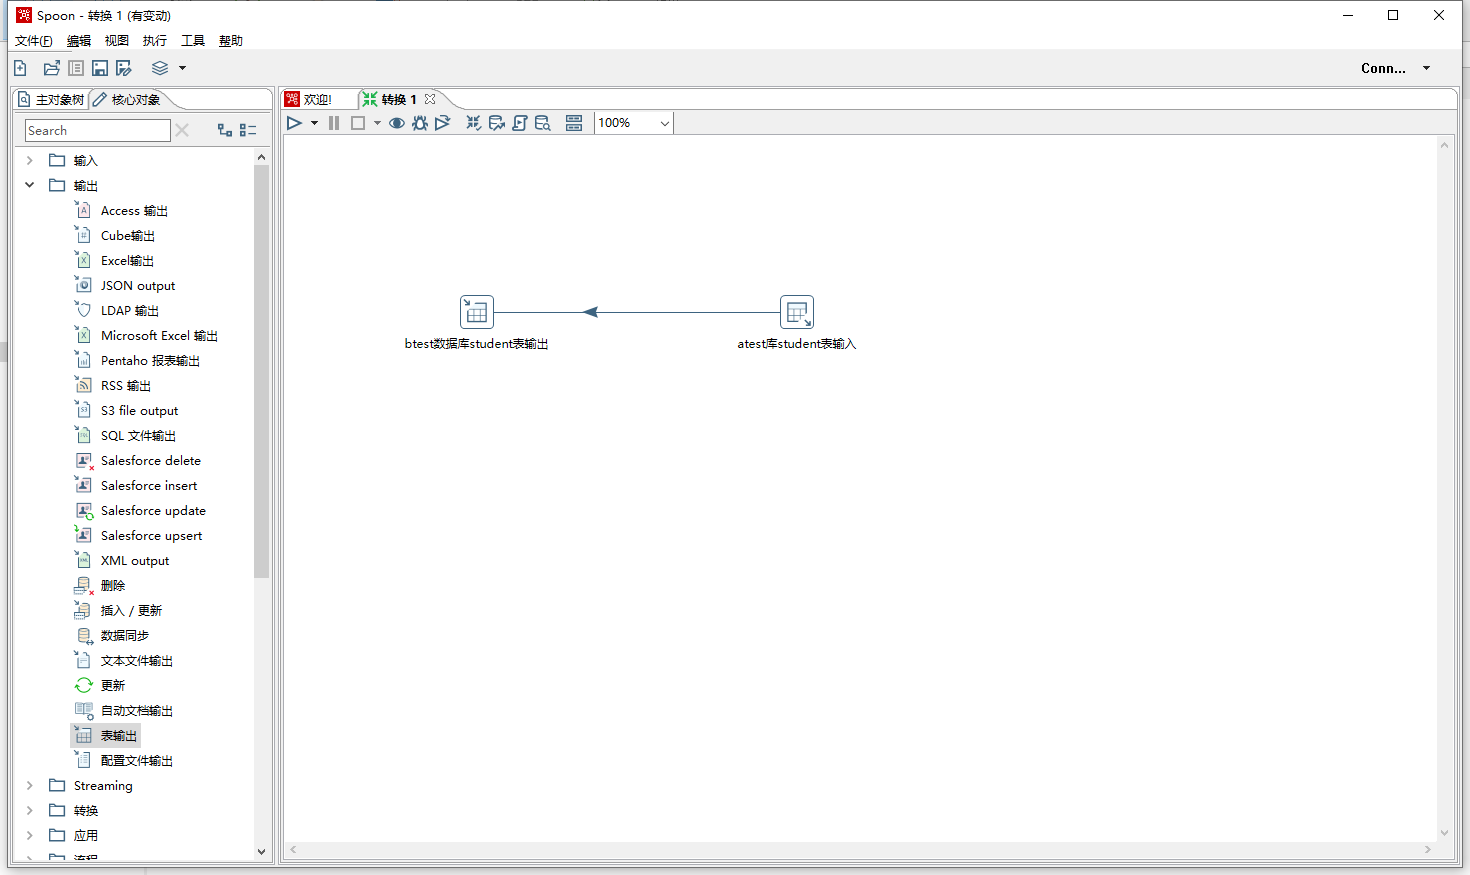 Spoon - 转换 1 (有变动)
文件(F) 编辑 视图 执行 工具 帮助
Conn...
主对象树 核心对象
欢迎! 转换 1
Search
100%
输入
输出
Access 输出
Cube输出
Excel输出
JSON output
LDAP 输出
Microsoft Excel 输出
Pentaho 报表输出
RSS 输出
S3 file output
SQL 文件输出
Salesforce delete
Salesforce insert
Salesforce update
Salesforce upsert
XML output
删除
插入 / 更新
数据同步
文本文件输出
更新
自动文档输出
表输出
配置文件输出
Streaming
转换
应用
流程
btest数据库student表输出
atest库student表输入